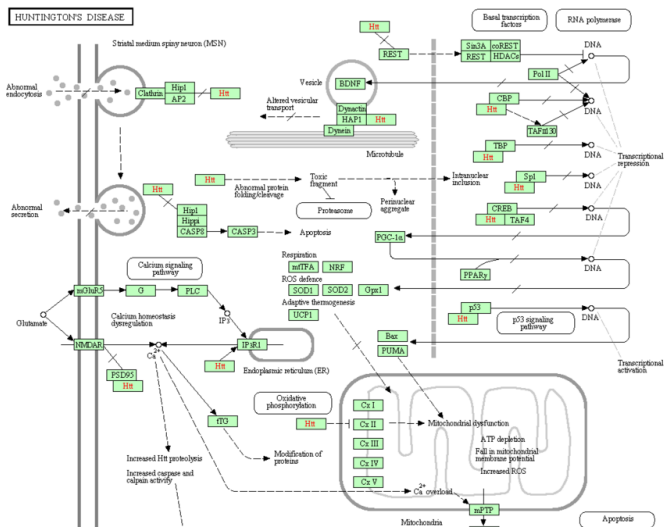 HUNTINGTON'S DISEASE
Striatal medium spiny neuron (MSN)
Htt
REST
Basal transcription
factors
RNA polymerase
Sin3A
coREST
REST
HDACs
DNA
Pol II
Abnormal
endocytosis
Clathrin
Hip1
AP2
Htt
Vesicle
BDNF
Altered vesicular
transport
Dynactin
HAP1
Htt
Dynein
Microtubule
CBP
Htt
TAFII130
DNA
TBP
Htt
DNA
Transcriptional
repression
Htt
Abnormal protein
folding/cleavage
Toxic
fragment
Intranuclear
inclusion
Sp1
Htt
DNA
Proteasome
Perinuclear
aggregate
Abnormal
secretion
Htt
Hip1
Hippi
CASP8
CASP3
Apoptosis
CREB
Htt
TAF4
DNA
PGC-1α
Calcium signaling
pathway
Respiration
mtTFA
NRF
ROS defence
SOD1
SOD2
Gpx1
Adaptive thermogenesis
UCP1
PPARγ
DNA
mGluR5
G
PLC
IP3
Glutamate
Calcium homeostasis
dysregulation
p53
Htt
DNA
p53 signaling
pathway
NMDAR
Ca2+
IP3R1
Htt
Endoplasmic reticulum (ER)
PSD95
Htt
Bax
PUMA
Transcriptional
activation
Oxidative
phosphorylation
tTG
Htt
Cx I
Cx II
Cx III
Cx IV
Cx V
Mitochondrial dysfunction
ATP depletion
Fall in mitochondrial
membrane potential
Increased ROS
Increased Htt proteolysis
Increased caspase and
calpain activity
Modification of
proteins
Ca2+ overload
mPTP
Mitochondria
Apoptosis